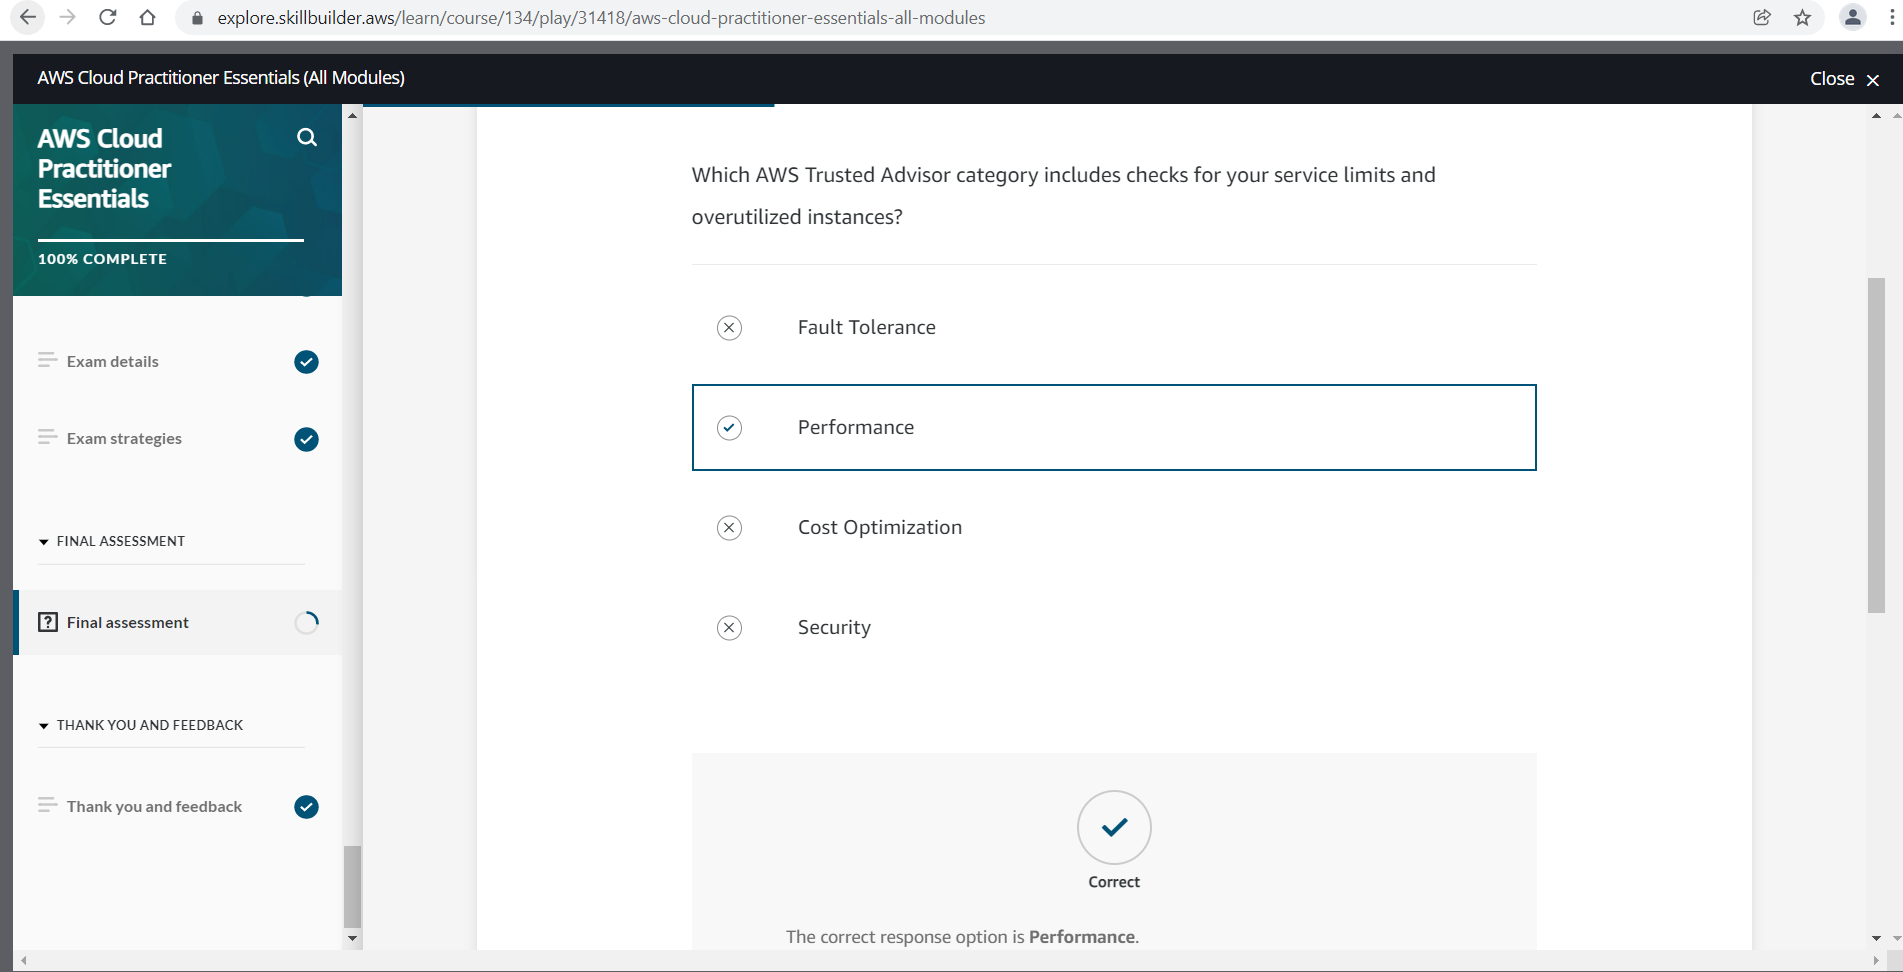 explore.skillbuilder.aws/learn/course/134/play/31418/aws-cloud-practitioner-essentials-all-modules
AWS Cloud Practitioner Essentials (All Modules)
Close
AWS Cloud
Practitioner
Essentials
100% COMPLETE
Exam details
Exam strategies
FINAL ASSESSMENT
Final assessment
THANK YOU AND FEEDBACK
Thank you and feedback
Which AWS Trusted Advisor category includes checks for your service limits and
overutilized instances?
Fault Tolerance
Performance
Cost Optimization
Security
Correct
The correct response option is Performance.